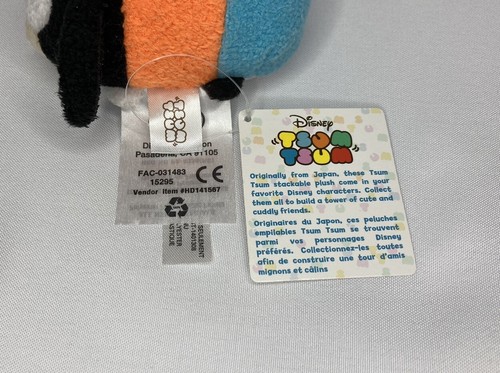 Disney
TSUM
TSUM
Originally from Japan, these Tsum
Tsum stackable plush come in your
favorite Disney characters. Collect
them all to build a tower of cute and
cuddly friends.
Originaires du Japon, ces peluches
empilables Tsum Tsum se trouvent
parmi vos personnages Disney
préférés. Collectionnez-les toutes
afin de construire une tour d'amis
mignons et câlins
Pasadena, CA 91105
FAC-031483
15295
CE
Vendor item #HD141567
SEULEMENT